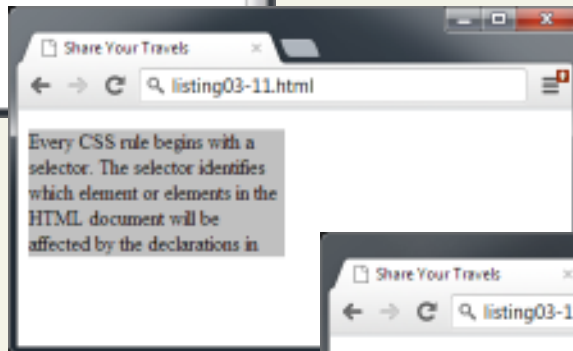 Share Your Travels
listing03-11.html
Every CSS rule begins with a
selector. The selector identifies
which element or elements in the
HTML document will be
affected by the declarations in
Share Your Travels
listing03-1